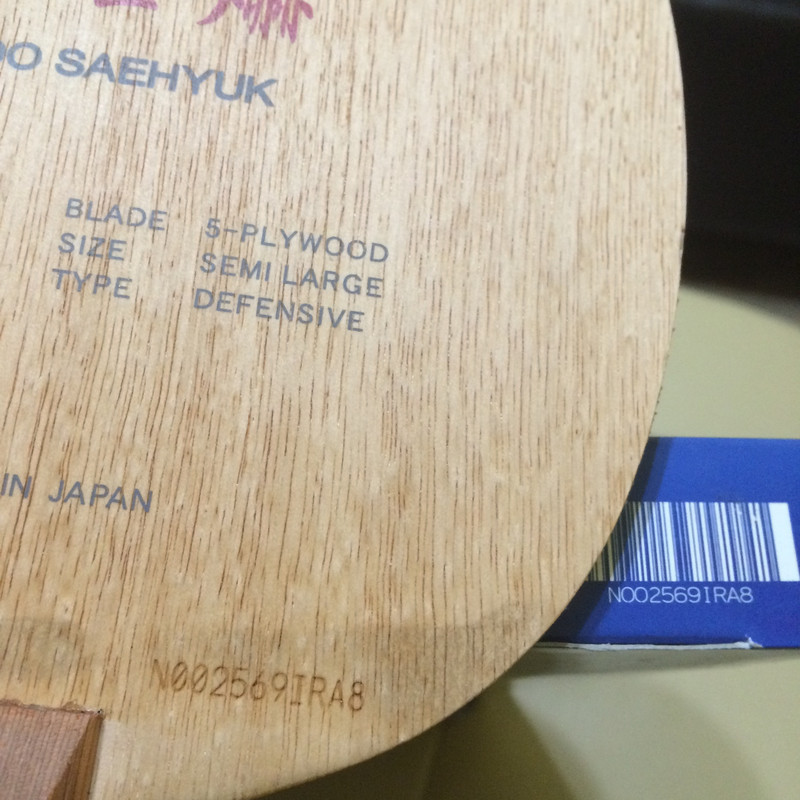 OO SAEHYUK
BLADE 5-PLYWOOD
SIZE SEMI LARGE
TYPE DEFENSIVE
IN JAPAN
N002569IRA8
N002569IRA8